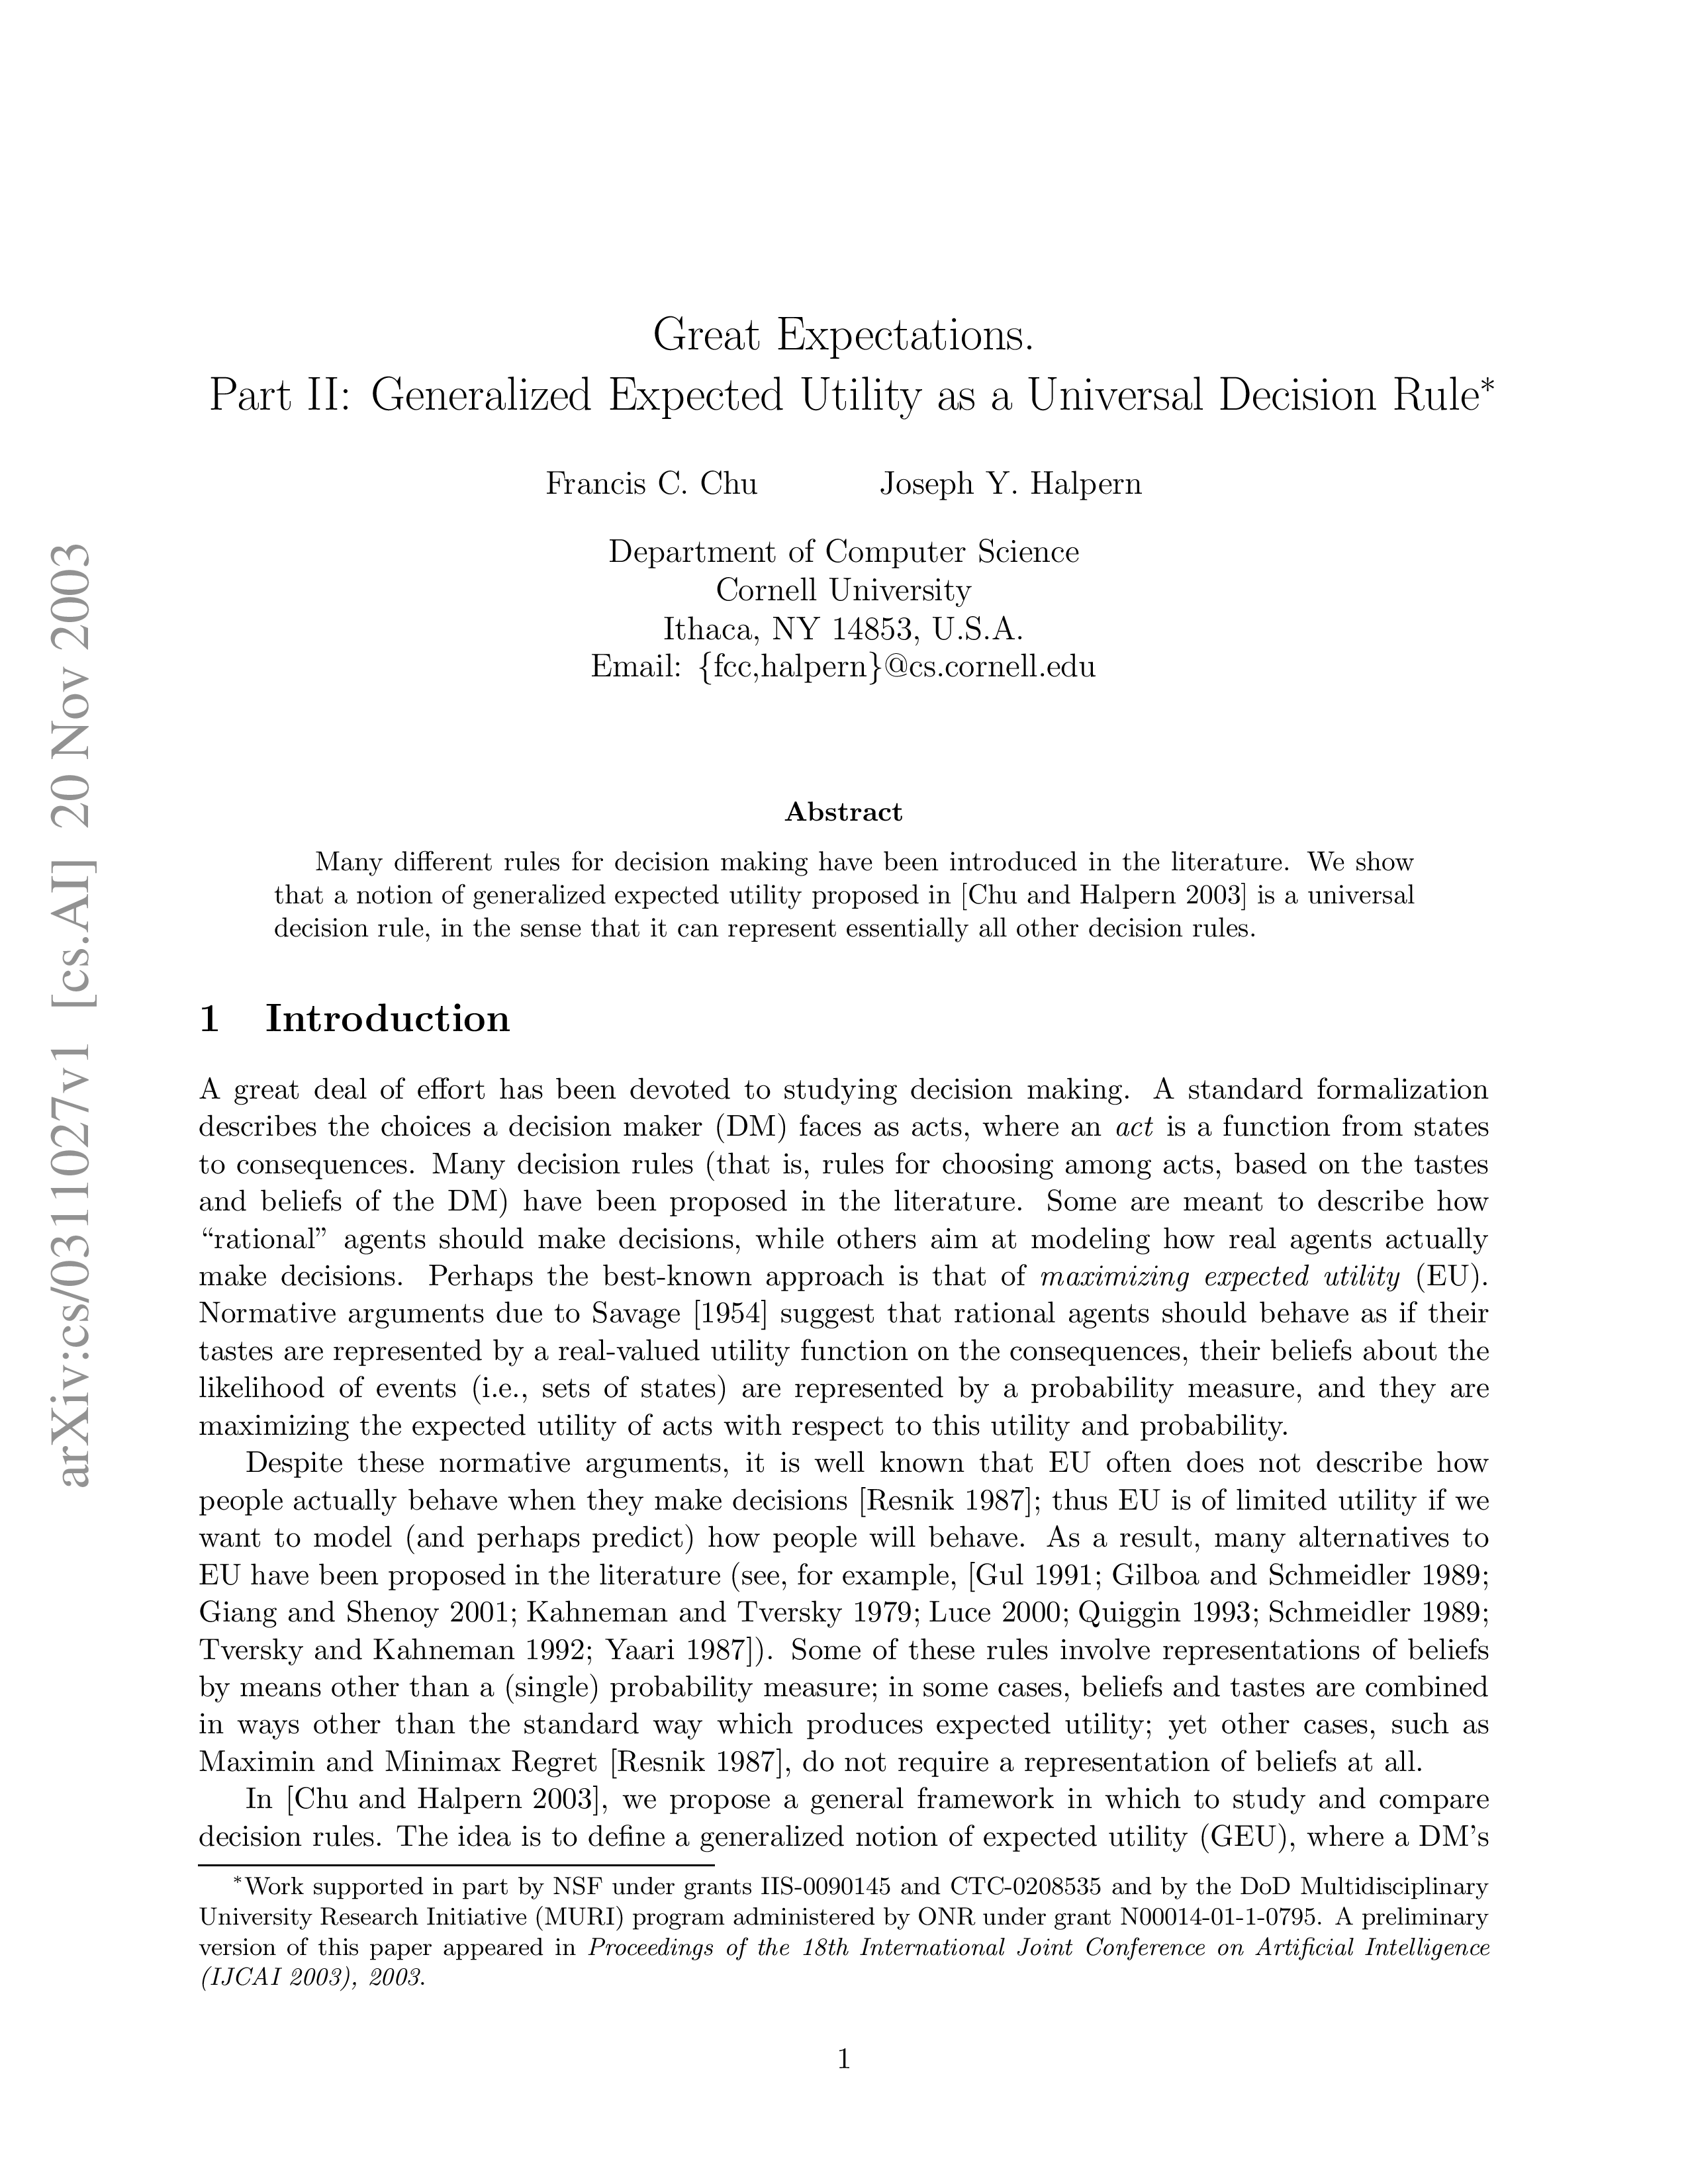 Great Expectations.
Part II: Generalized Expected Utility as a Universal Decision Rule*
Francis C. Chu Joseph Y. Halpern
Department of Computer Science
Cornell University
Ithaca, NY 14853, U.S.A.
Email: {fcc,halpern}@cs.cornell.edu
arXiv:cs/0311027v1 [cs.AI] 20 Nov 2003
Abstract
Many different rules for decision making have been introduced in the literature. We show
that a notion of generalized expected utility proposed in [Chu and Halpern 2003] is a universal
decision rule, in the sense that it can represent essentially all other decision rules.
1 Introduction
A great deal of effort has been devoted to studying decision making. A standard formalization
describes the choices a decision maker (DM) faces as acts, where an act is a function from states
to consequences. Many decision rules (that is, rules for choosing among acts, based on the tastes
and beliefs of the DM) have been proposed in the literature. Some are meant to describe how
“rational” agents should make decisions, while others aim at modeling how real agents actually
make decisions. Perhaps the best-known approach is that of maximizing expected utility (EU).
Normative arguments due to Savage [1954] suggest that rational agents should behave as if their
tastes are represented by a real-valued utility function on the consequences, their beliefs about the
likelihood of events (i.e., sets of states) are represented by a probability measure, and they are
maximizing the expected utility of acts with respect to this utility and probability.
Despite these normative arguments, it is well known that EU often does not describe how
people actually behave when they make decisions [Resnik 1987]; thus EU is of limited utility if we
want to model (and perhaps predict) how people will behave. As a result, many alternatives to
EU have been proposed in the literature (see, for example, [Gul 1991; Gilboa and Schmeidler 1989;
Giang and Shenoy 2001; Kahneman and Tversky 1979; Luce 2000; Quiggin 1993; Schmeidler 1989;
Tversky and Kahneman 1992; Yaari 1987]). Some of these rules involve representations of beliefs
by means other than a (single) probability measure; in some cases, beliefs and tastes are combined
in ways other than the standard way which produces expected utility; yet other cases, such as
Maximin and Minimax Regret [Resnik 1987], do not require a representation of beliefs at all.
In [Chu and Halpern 2003], we propose a general framework in which to study and compare
decision rules. The idea is to define a generalized notion of expected utility (GEU), where a DM’s
*Work supported in part by NSF under grants IIS-0090145 and CTC-0208535 and by the DoD Multidisciplinary
University Research Initiative (MURI) program administered by ONR under grant N00014-01-1-0795. A preliminary
version of this paper appeared in Proceedings of the 18th International Joint Conference on Artificial Intelligence
(IJCAI 2003), 2003.
1